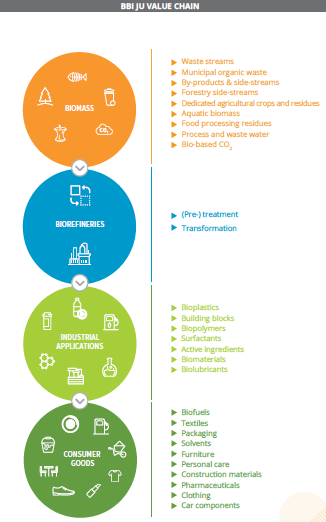 BBI JU VALUE CHAIN
BIOMASS
CO2
Waste streams
Municipal organic waste
By-products & side-streams
Forestry side-streams
Dedicated agricultural crops and residues
Aquatic biomass
Food processing residues
Process and waste water
Bio-based CO2
BIOREFINERIES
(Pre-) treatment
Transformation
INDUSTRIAL
APPLICATIONS
Bioplastics
Building blocks
Biopolymers
Surfactants
Active ingredients
Biomaterials
Biolubricants
CONSUMER
GOODS
Biofuels
Textiles
Packaging
Solvents
Furniture
Personal care
Construction materials
Pharmaceuticals
Clothing
Car components